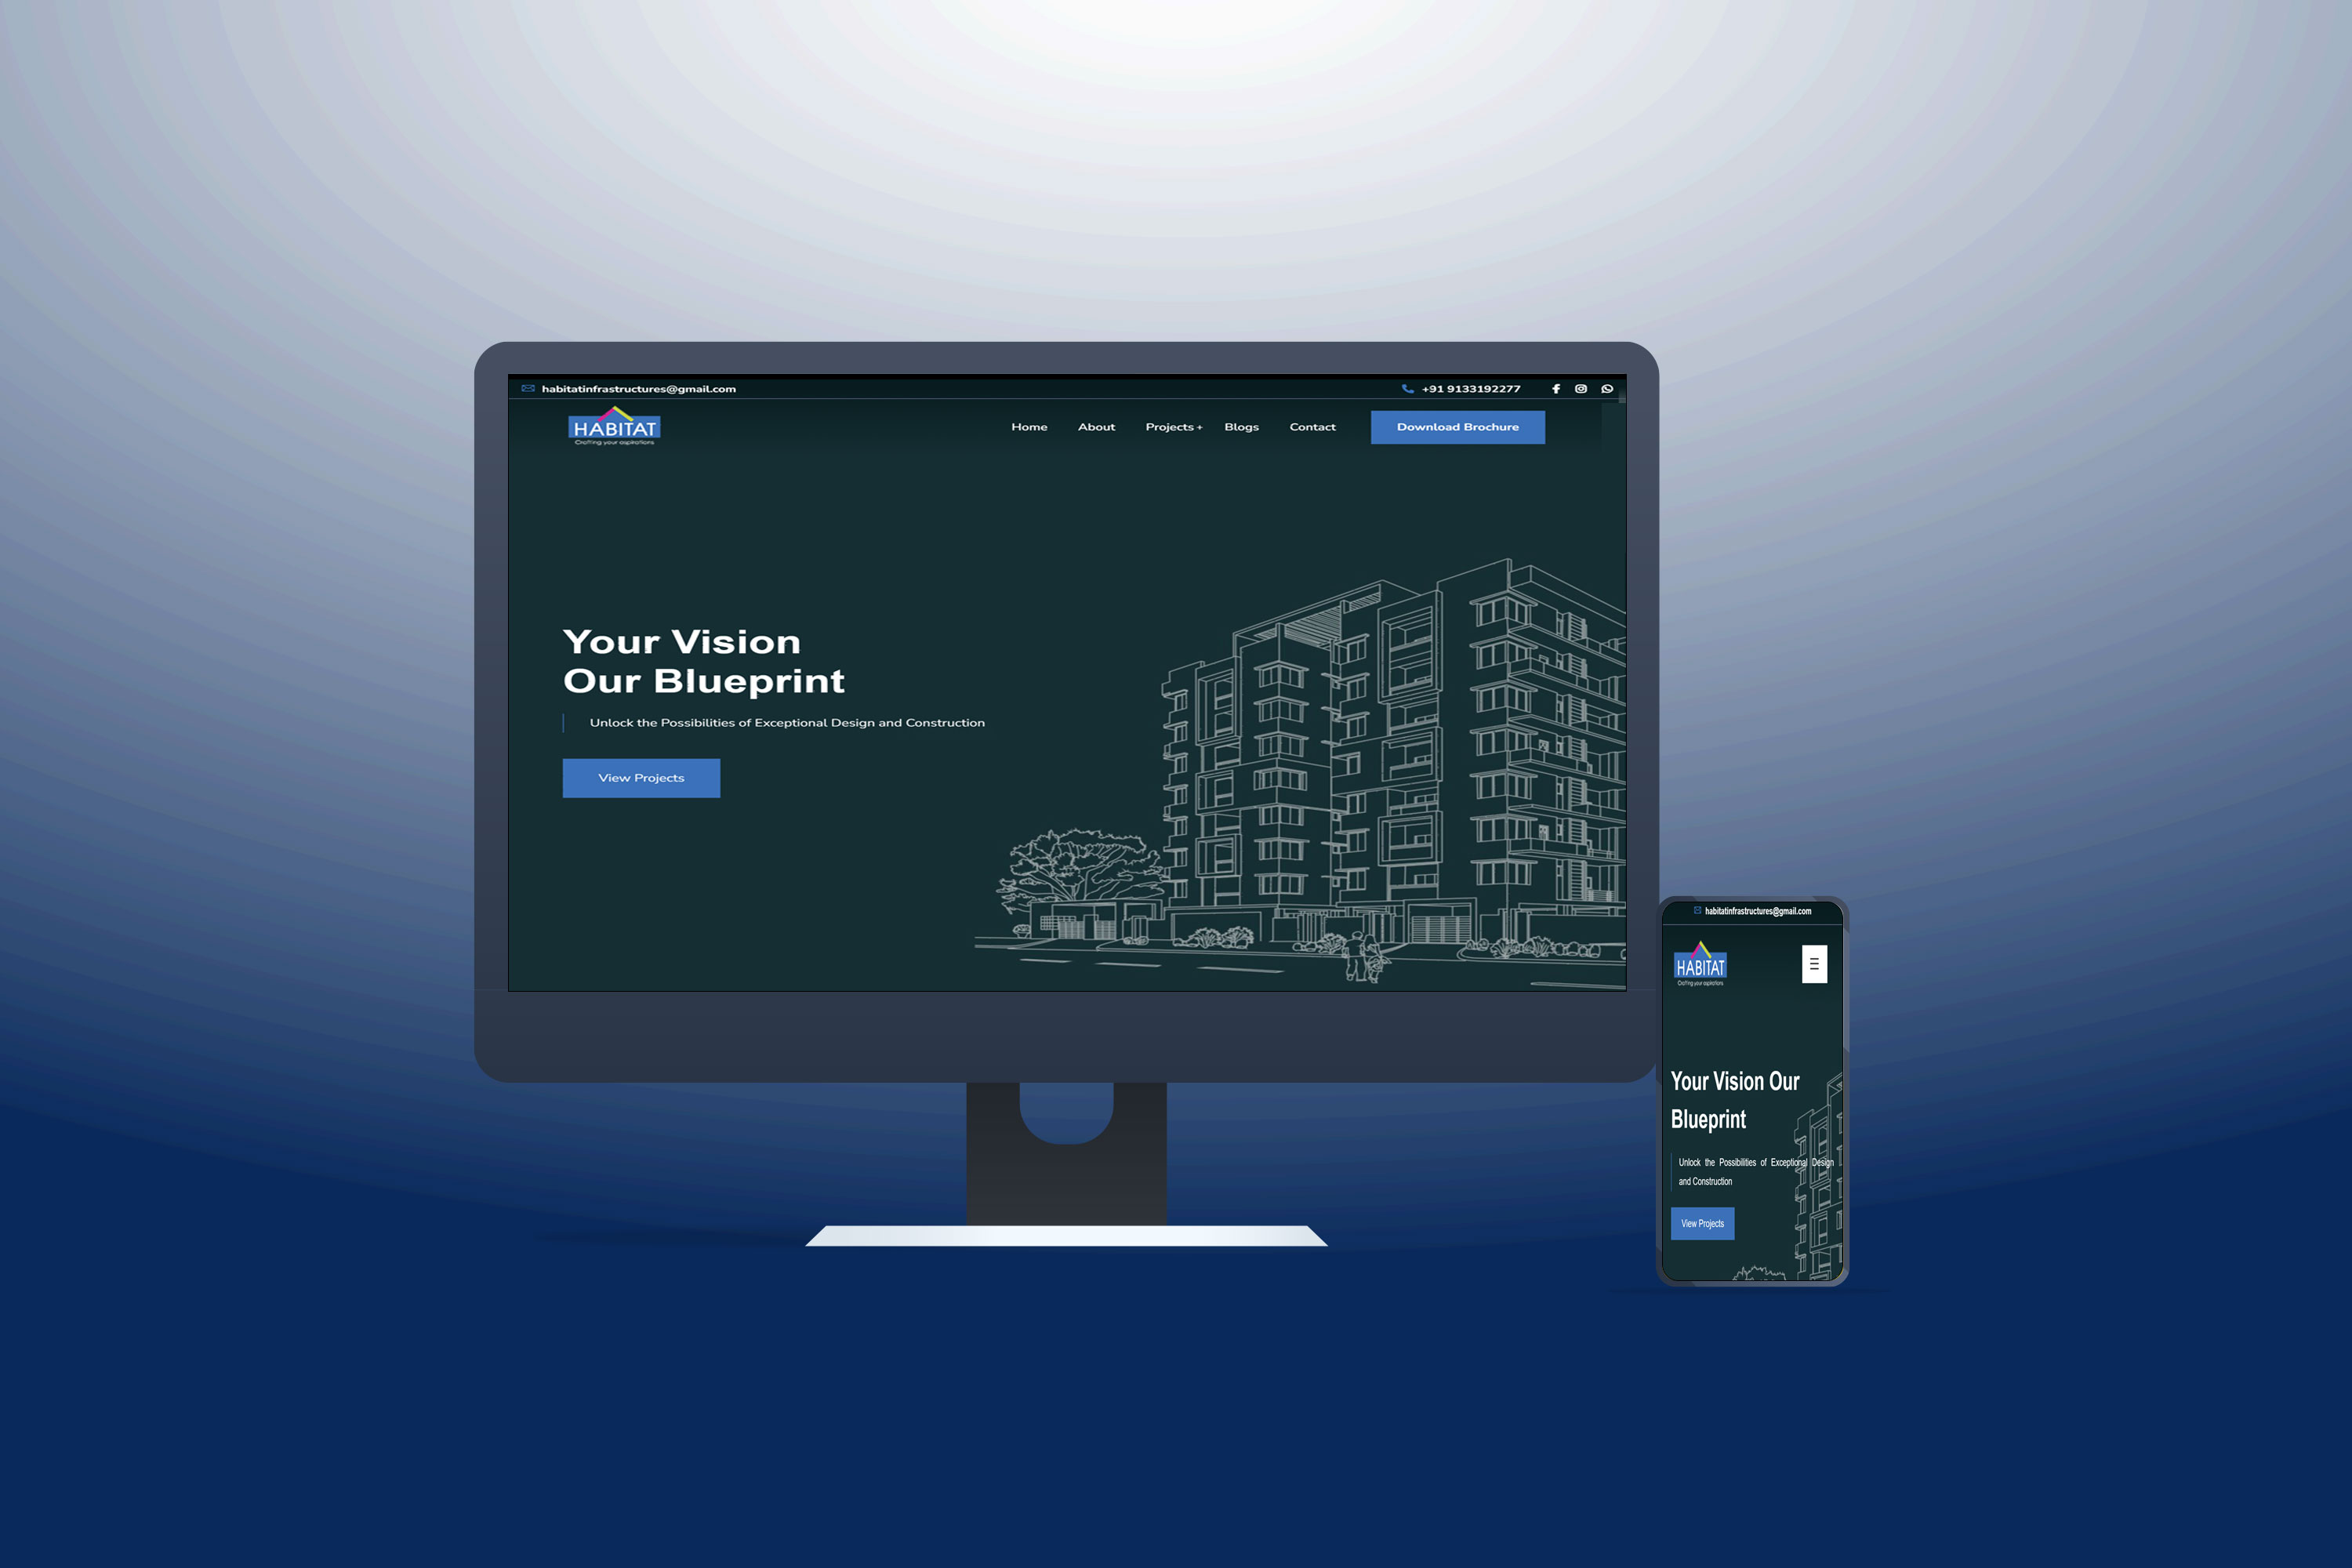 habitatinfrastructures@gmail.com
+91 9133192277
HABITAT
Crafting your aspirations
Home
About
Projects +
Blogs
Contact
Download Brochure
Your Vision
Our Blueprint
Unlock the Possibilities of Exceptional Design and Construction
View Projects
habitatinfrastructures@gmail.com
HABITAT
Crafting your aspirations
Your Vision Our
Blueprint
Unlock the Possibilities of Exceptional Design
and Construction
View Projects